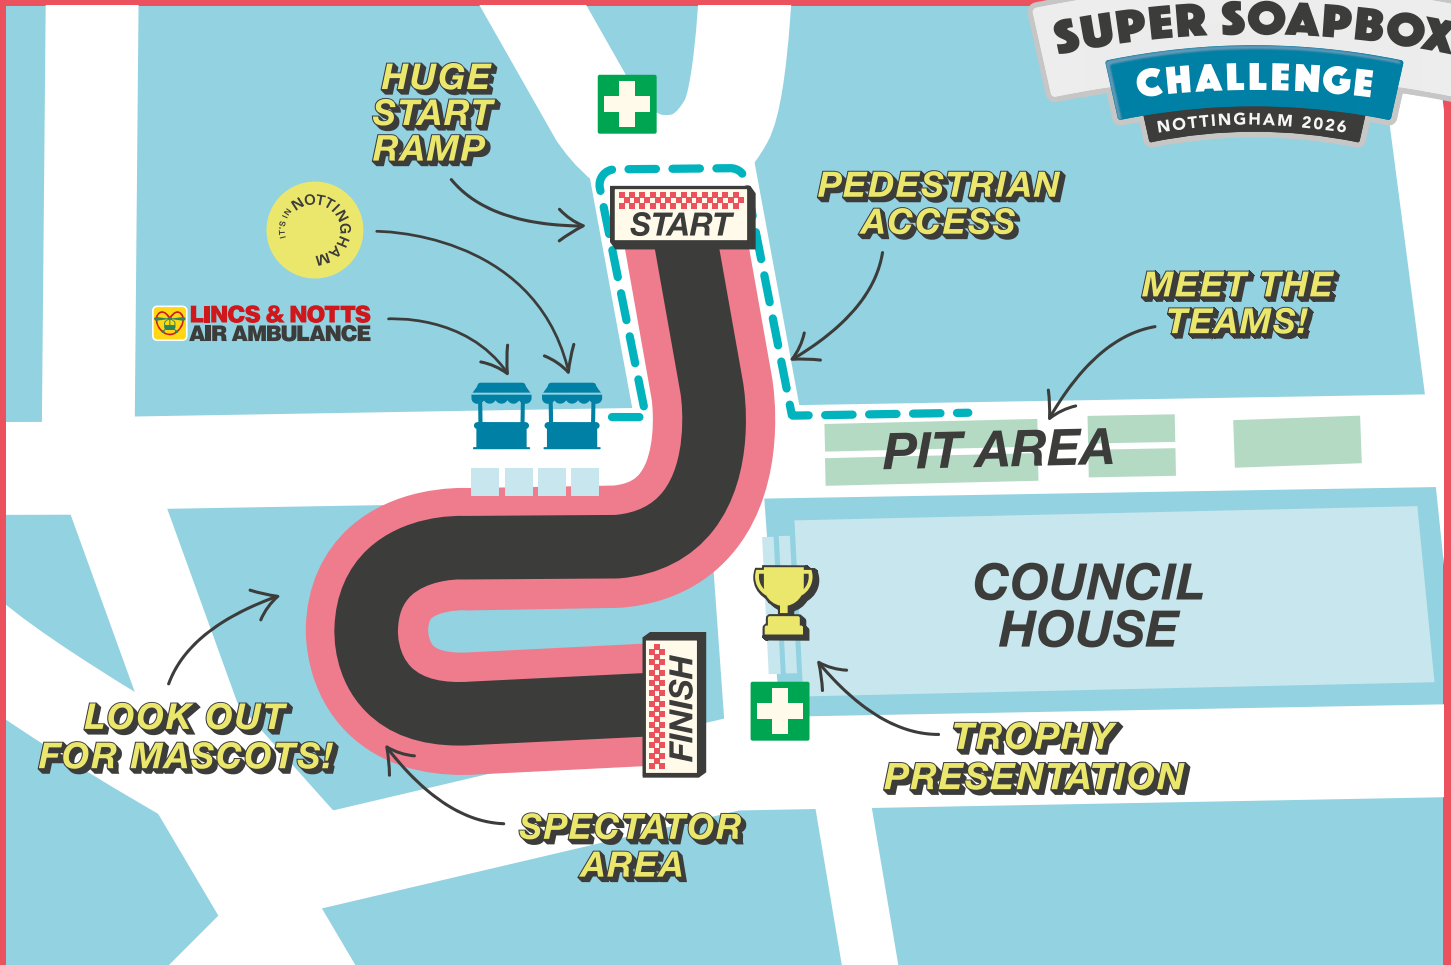 SUPER SOAPBOX
CHALLENGE
NOTTINGHAM 2026
HUGE
START
RAMP
IT'S IN NOTTINGHAM
LINCS & NOTTS
AIR AMBULANCE
START
PEDESTRIAN
ACCESS
MEET THE
TEAMS!
PIT AREA
COUNCIL
HOUSE
FINISH
LOOK OUT
FOR MASCOTS!
TROPHY
PRESENTATION
SPECTATOR
AREA